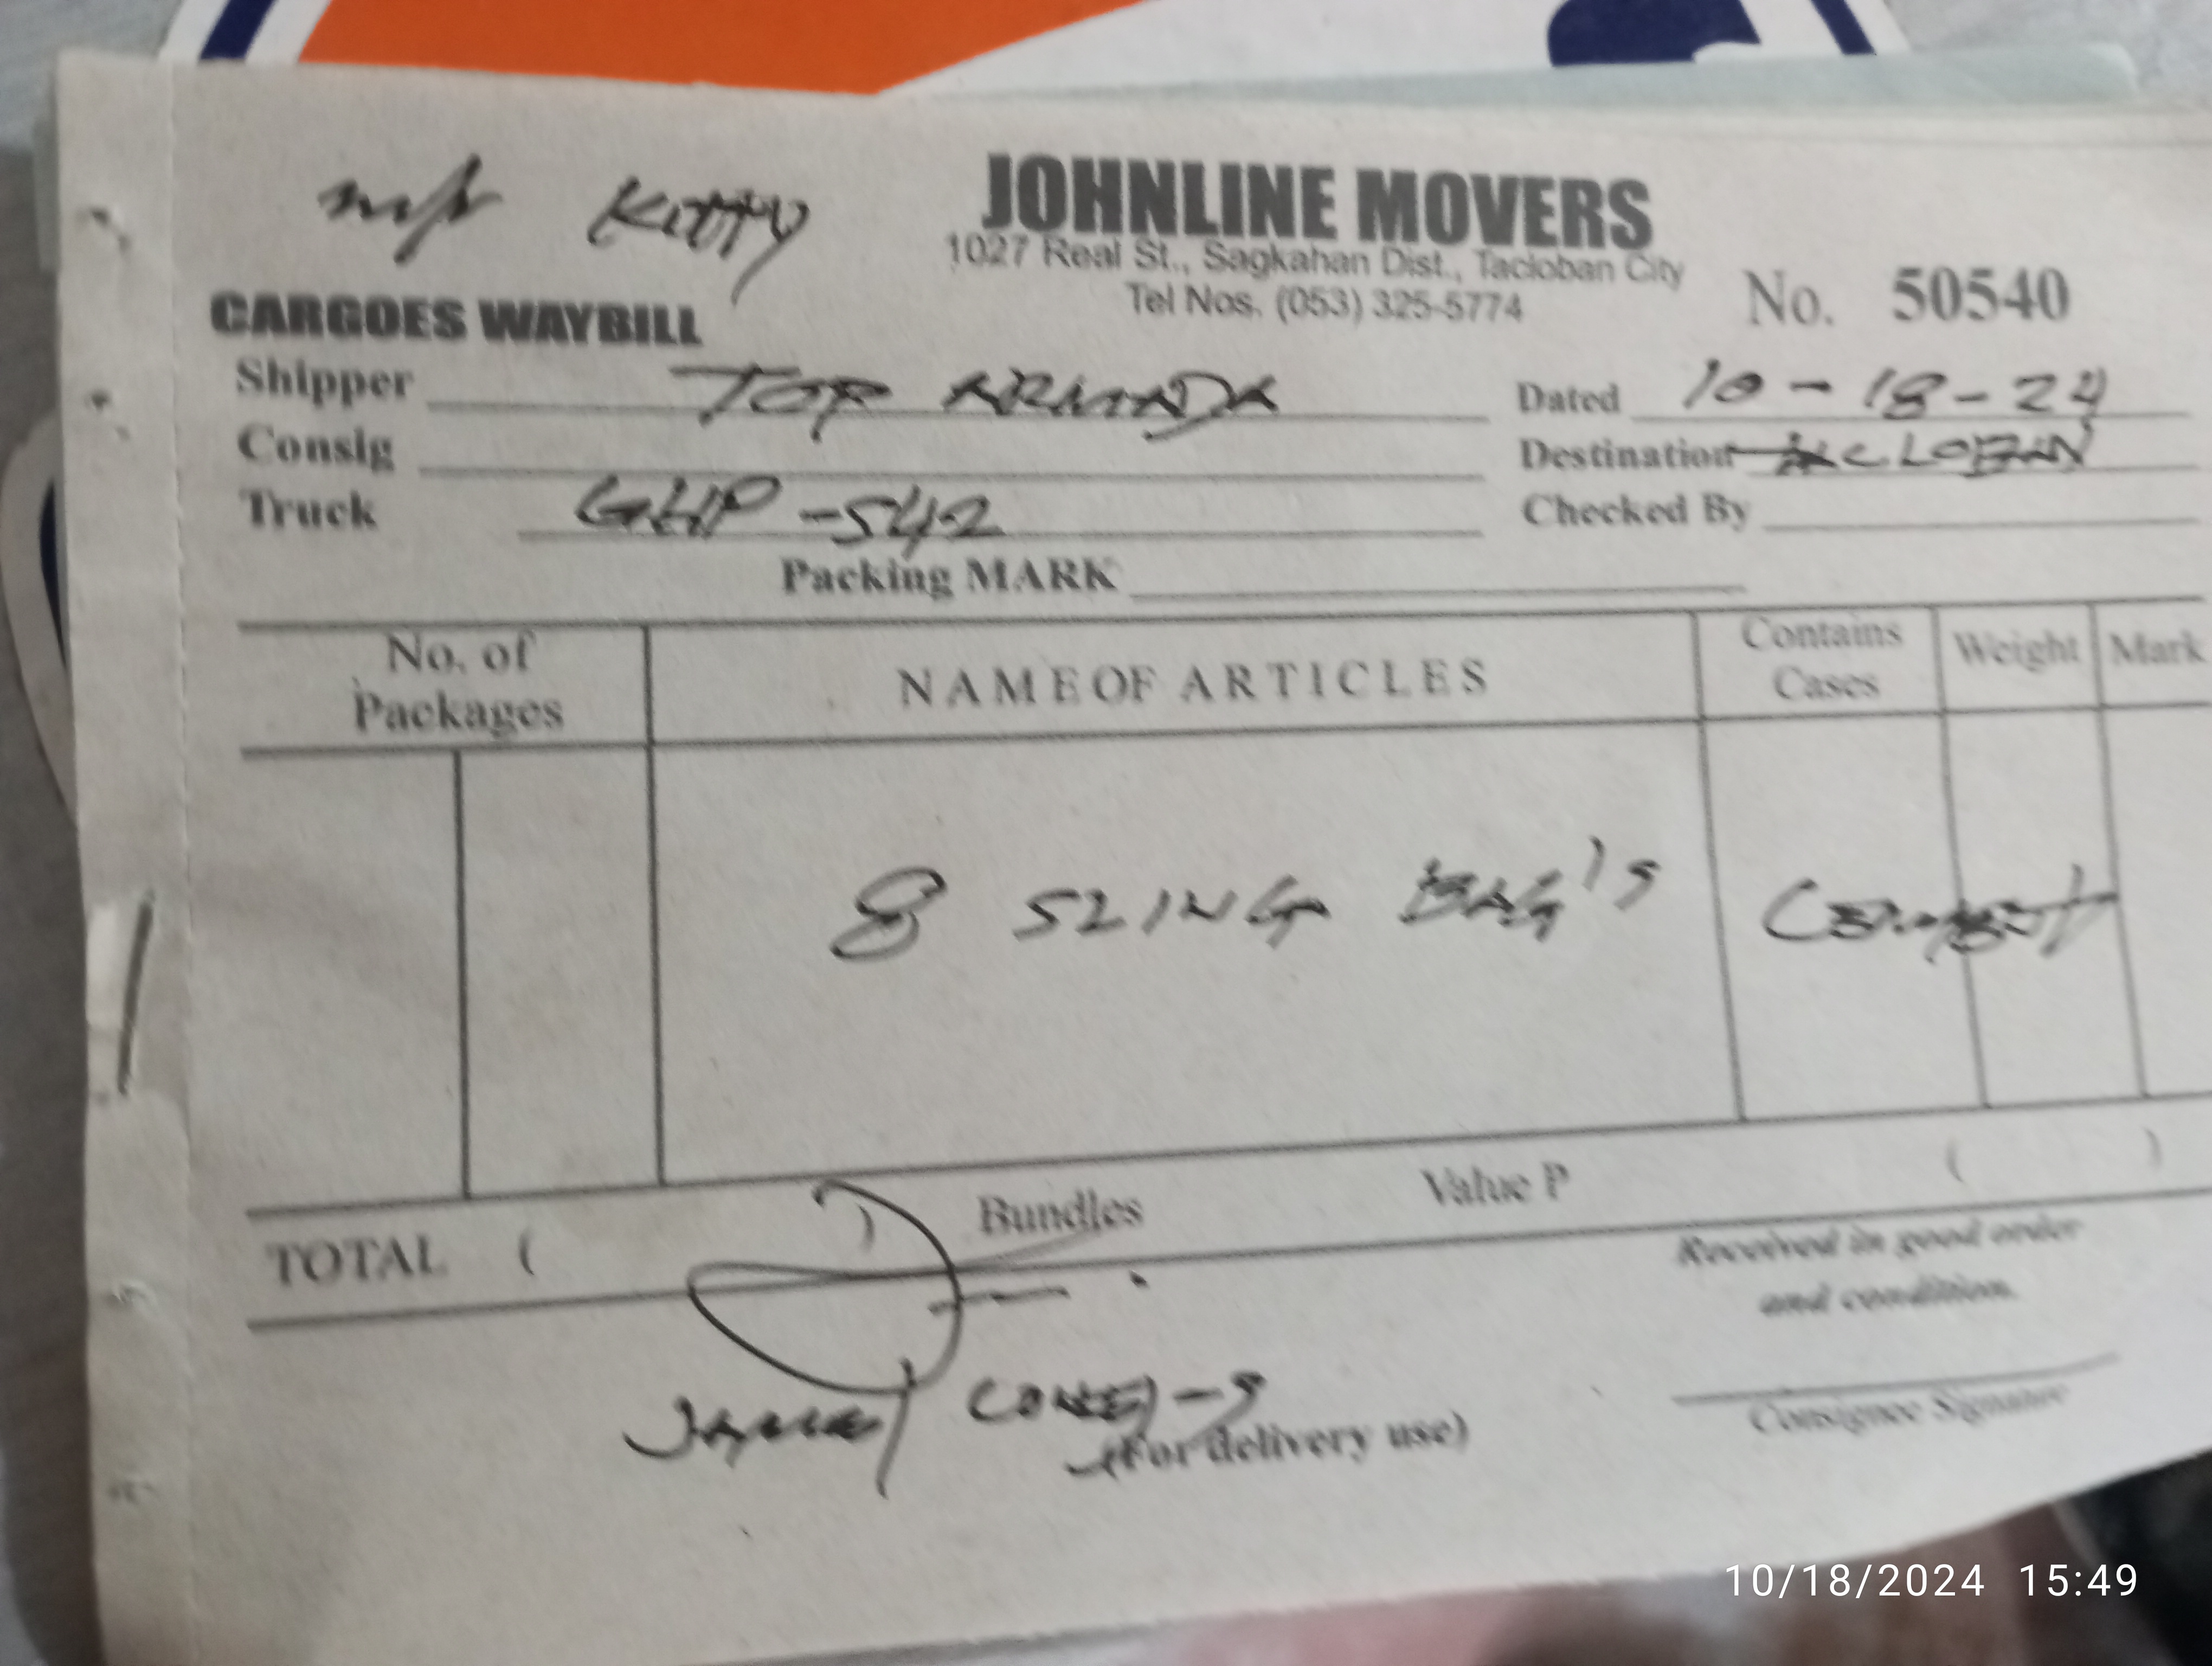 JOHNLINE MOVERS
KITTY
1027 Real St., Sagkahan Dist., Tacloban City
Tel Nos. (053) 325-5774
No. 50540
CARGOES WAYBILL
Shipper TOP ARMADA
Dated 10-18-24
Consig
Destination TACLOBAN
Truck GHP-542
Checked By
Packing MARK
No. of Packages
NAME OF ARTICLES
Contains Cases
Weight
Mark
8 SLING BAG'S
Cement
TOTAL ( ) Bundles Value P ( )
Received in good order
and condition.
(For delivery use)
Consignee Signature
10/18/2024 15:49